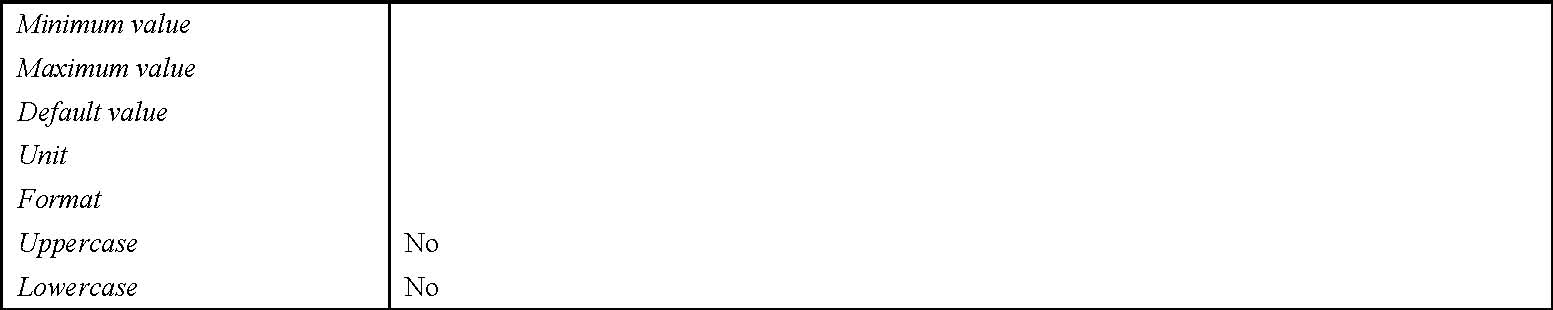 Minimum value
Maximum value
Default value
Unit
Format
Uppercase No
Lowercase No